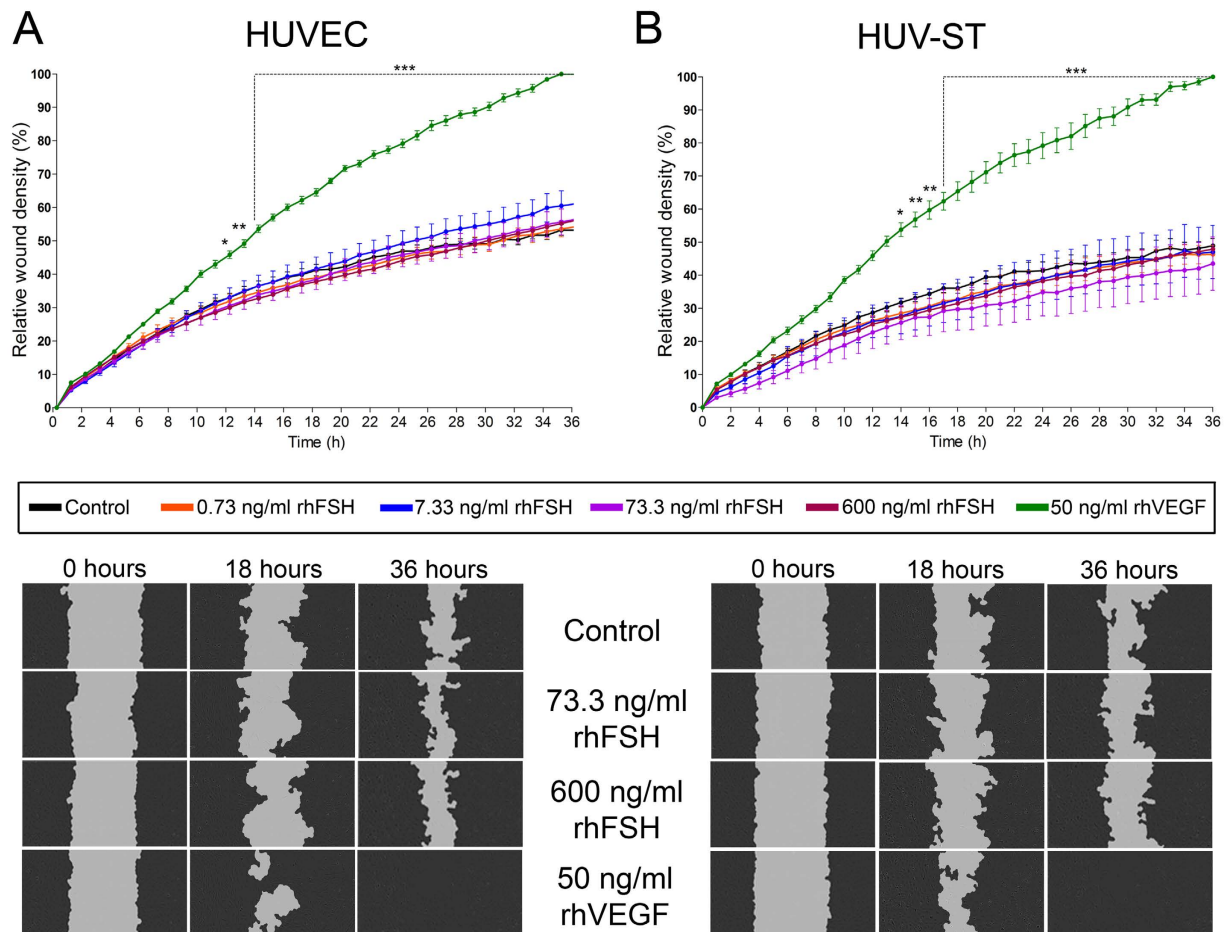 A
HUVEC
***
**
*
Relative wound density (%)
100
90
80
70
60
50
40
30
20
10
0
0 2 4 6 8 10 12 14 16 18 20 22 24 26 28 30 32 34 36
Time (h)
B
HUV-ST
***
**
**
*
Relative wound density (%)
100
90
80
70
60
50
40
30
20
10
0
0 2 4 6 8 10 12 14 16 18 20 22 24 26 28 30 32 34 36
Time (h)
Control 0.73 ng/ml rhFSH 7.33 ng/ml rhFSH 73.3 ng/ml rhFSH 600 ng/ml rhFSH 50 ng/ml rhVEGF
0 hours 18 hours 36 hours
0 hours 18 hours 36 hours
Control
73.3 ng/ml
rhFSH
600 ng/ml
rhFSH
50 ng/ml
rhVEGF